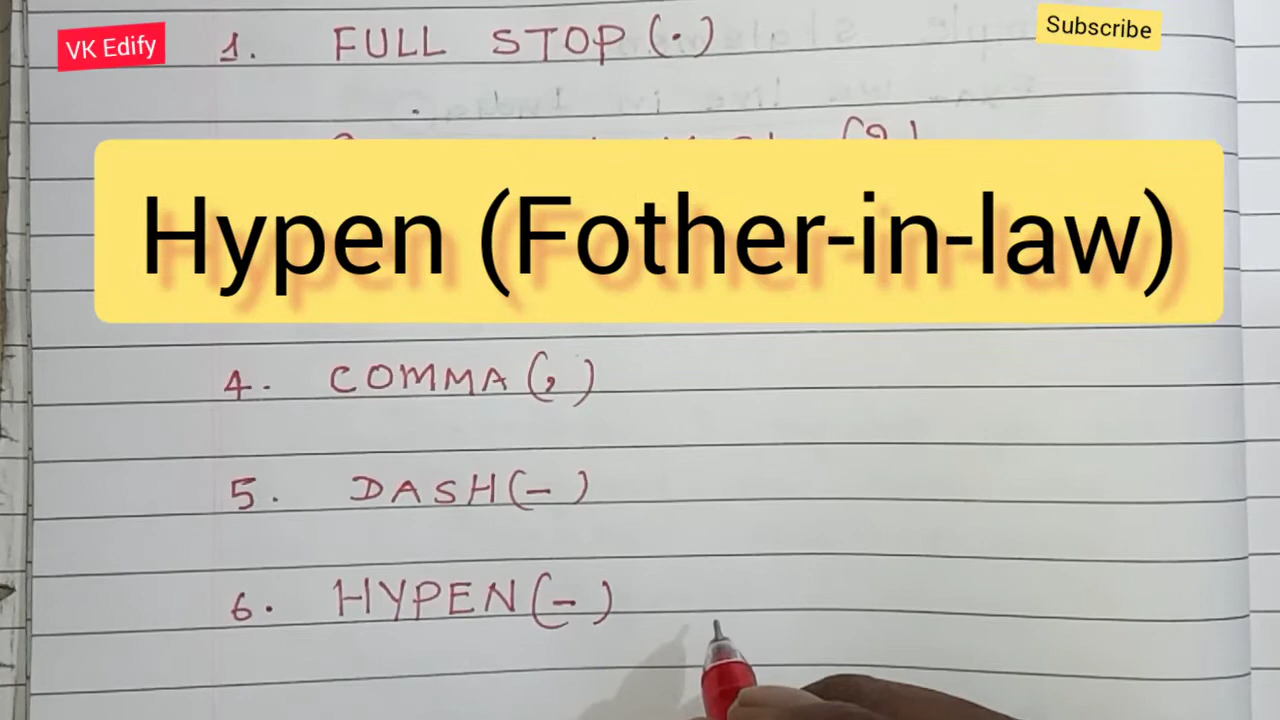 VK Edify
Subscribe
1. FULL STOP (.)
Hypen (Fother-in-law)
4. COMMA (,)
5. DASH (-)
6. HYPEN (-)